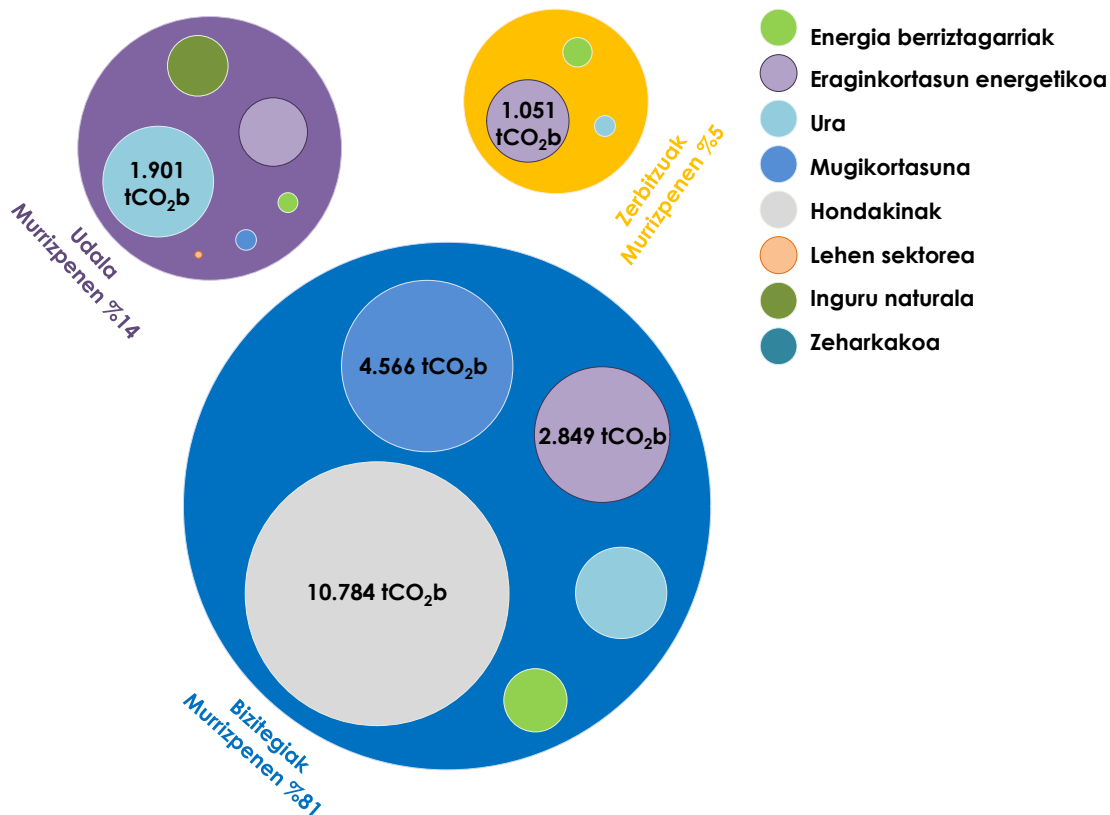 1.901
tCO₂b
Udala
Murrizpenen %14
1.051
tCO₂b
Zerbitzuak
Murrizpenen %5
4.566 tCO₂b
2.849 tCO₂b
10.784 tCO₂b
Bizitegiak
Murrizpenen %81
Energia berriztagarriak
Eraginkortasun energetikoa
Ura
Mugikortasuna
Hondakinak
Lehen sektorea
Inguru naturala
Zeharkakoa